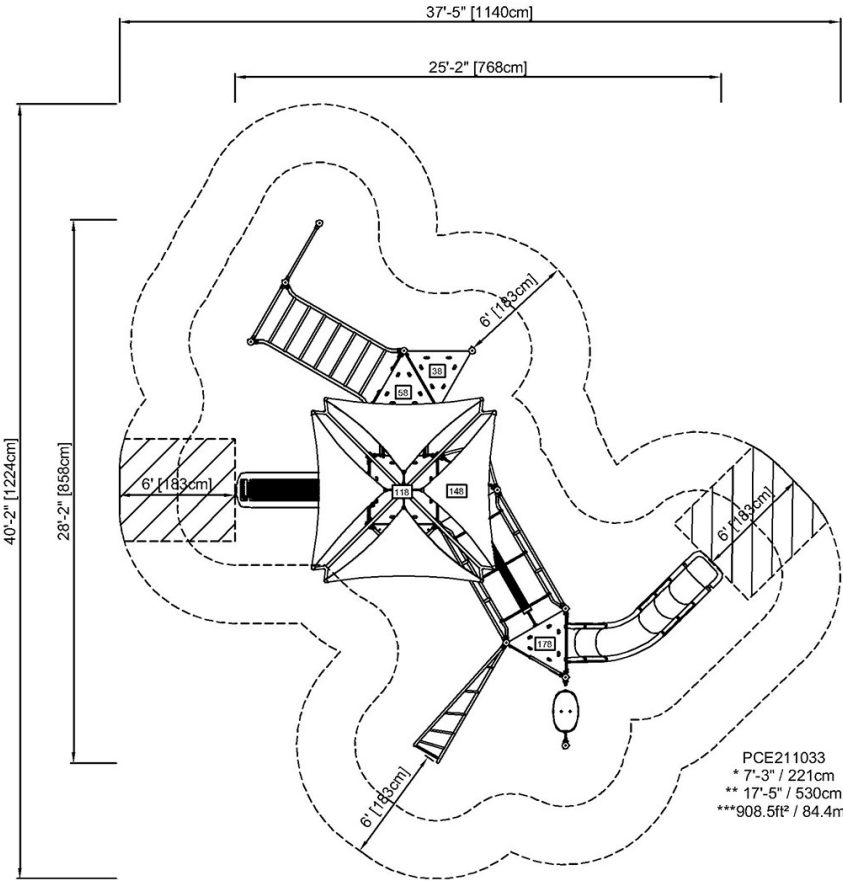 37'-5" [1140cm]
25'-2" [768cm]
6' [183cm]
38
58
40'-2" [1224cm]
28'-2" [858cm]
6' [183cm]
118
148
6' [183cm]
178
6' [183cm]
PCE211033
* 7'-3" / 221cm
** 17'-5" / 530cm
***908.5ft² / 84.4m